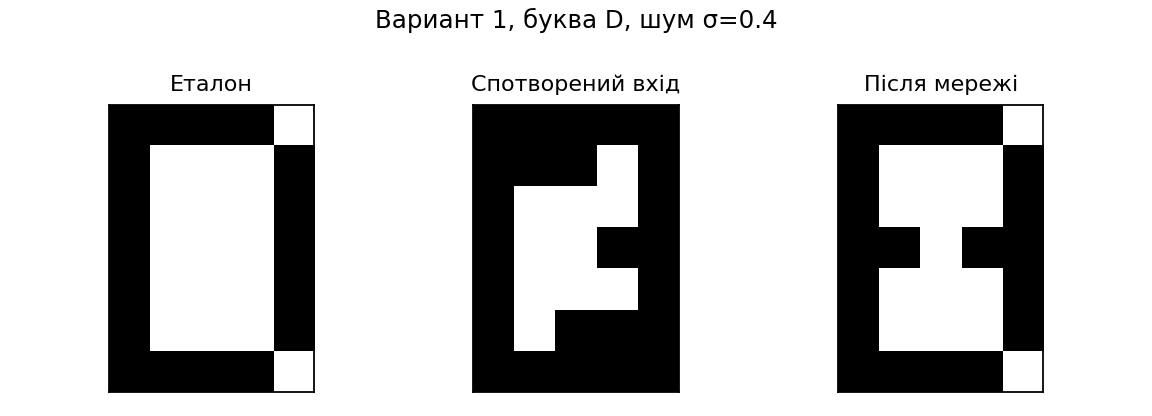 Вариант 1, буква D, шум σ=0.4
Еталон
Спотворений вхід
Після мережі